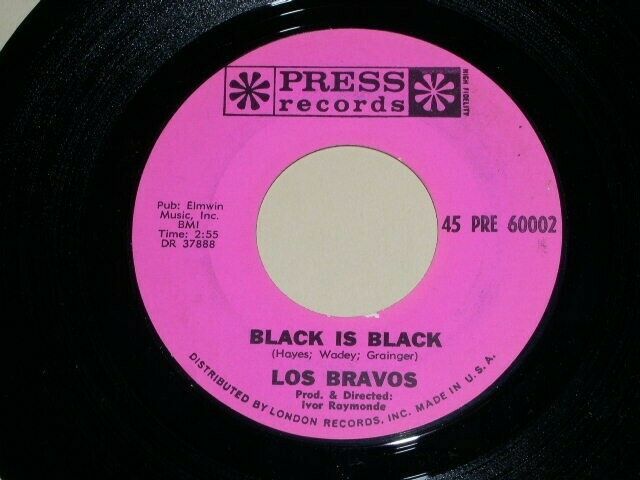 PRESS
records
HIGH FIDELITY
Pub: Elmwin
Music, Inc.
BMI
Time: 2:55
DR 37888
45 PRE 60002
BLACK IS BLACK
(Hayes; Wadey; Grainger)
LOS BRAVOS
Prod. & Directed:
Ivor Raymonde
DISTRIBUTED BY LONDON RECORDS, INC. MADE IN U.S.A.